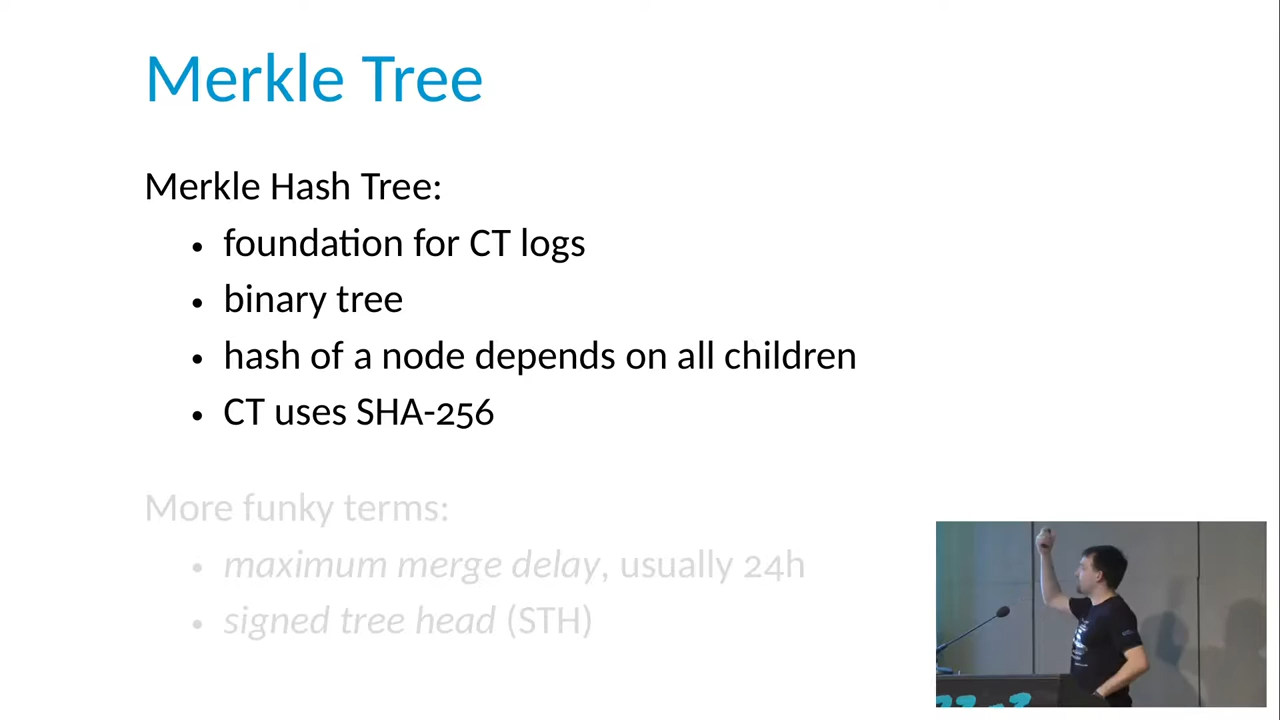 Merkle Tree
Merkle Hash Tree:
• foundation for CT logs
• binary tree
• hash of a node depends on all children
• CT uses SHA-256
More funky terms:
• maximum merge delay, usually 24h
• signed tree head (STH)